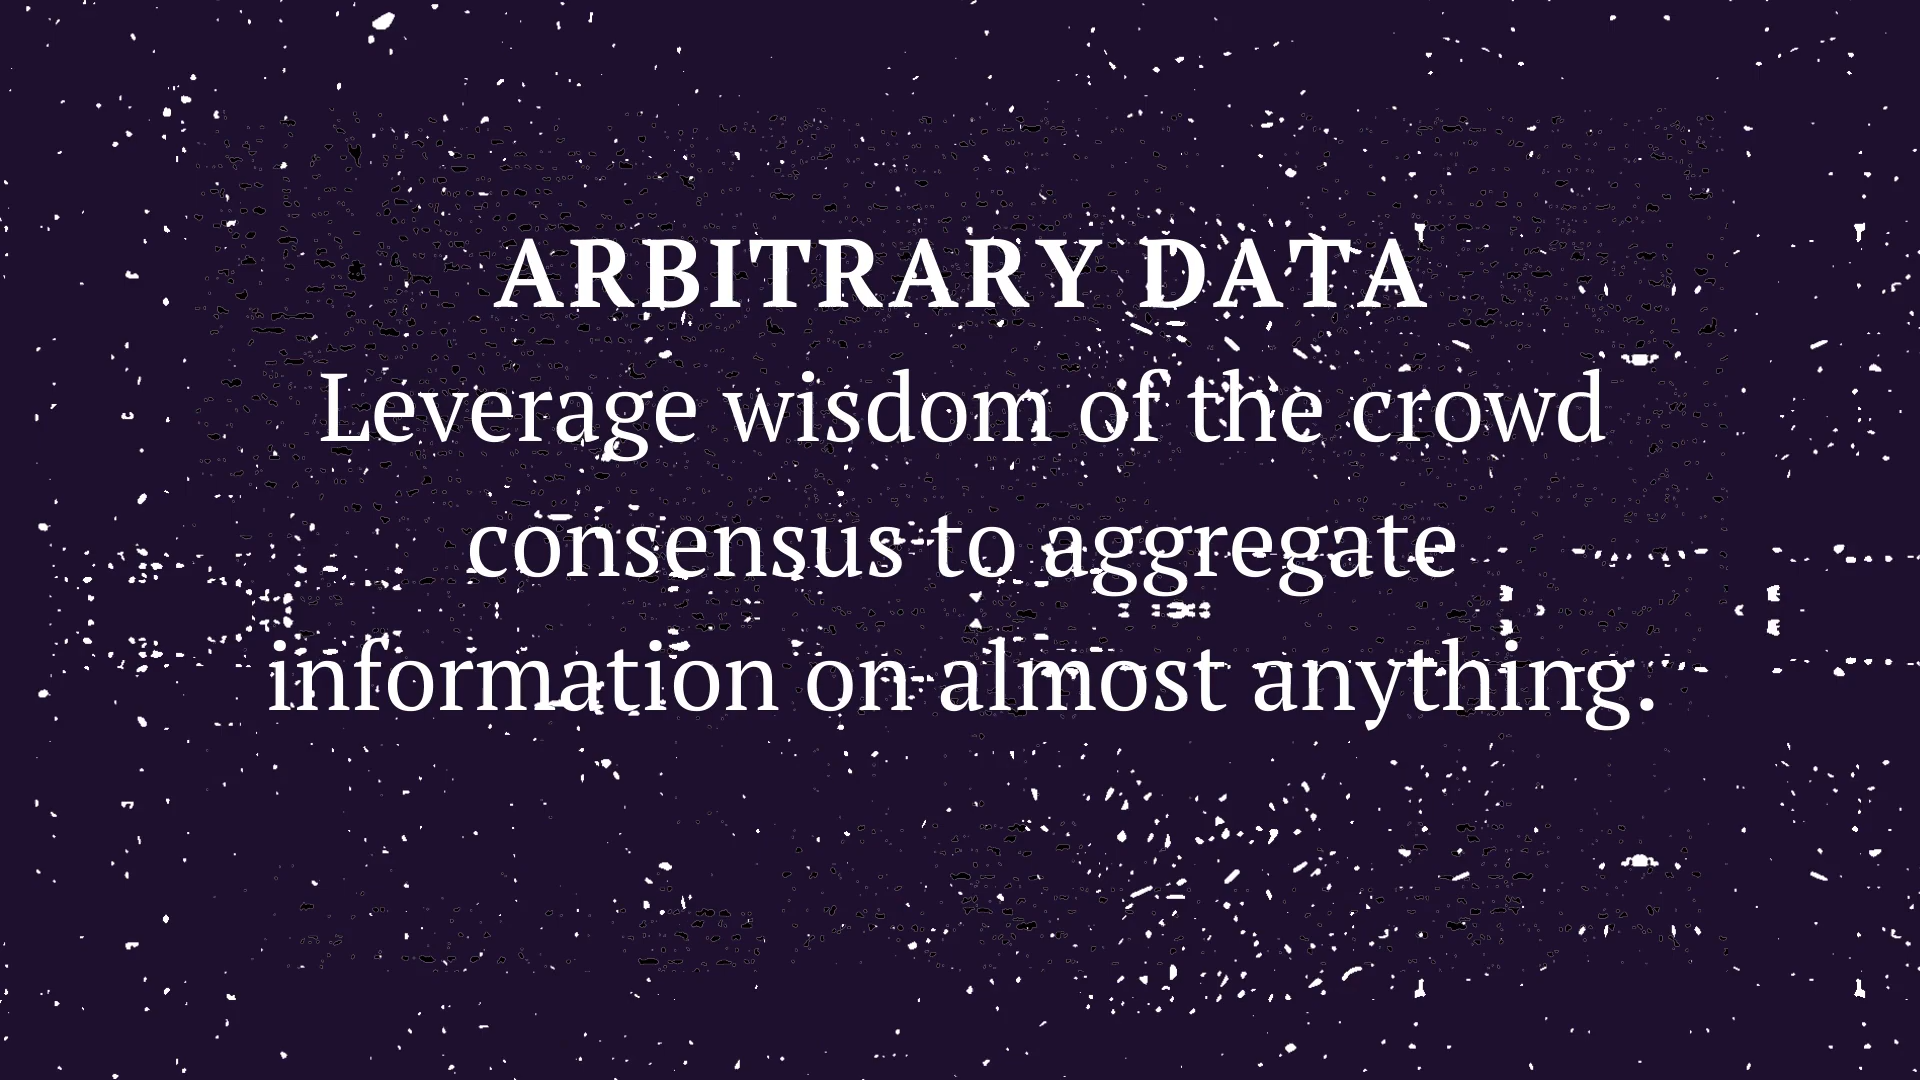 ARBITRARY DATA
Leverage wisdom of the crowd
consensus to aggregate
information on almost anything.